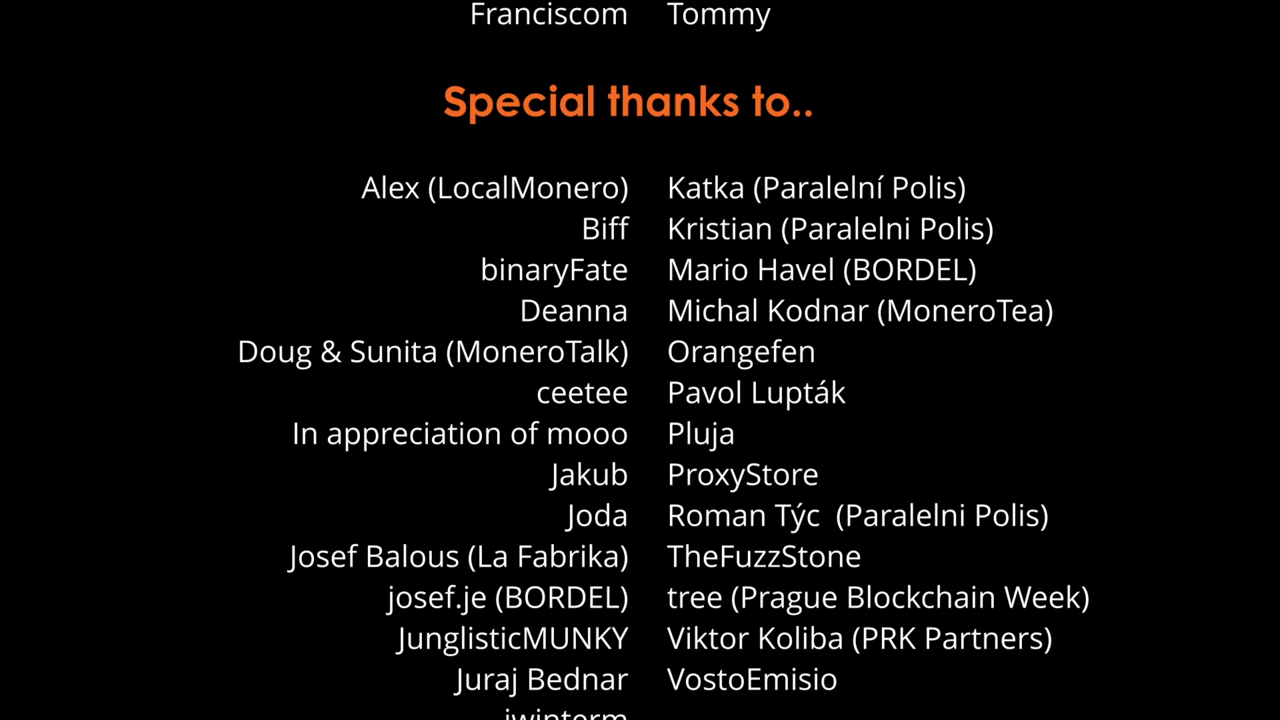 Franciscom Tommy
Special thanks to..
Alex (LocalMonero) Katka (Paralelní Polis)
Biff Kristian (Paralelni Polis)
binaryFate Mario Havel (BORDEL)
Deanna Michal Kodnar (MoneroTea)
Doug & Sunita (MoneroTalk) Orangefen
ceetee Pavol Lupták
In appreciation of mooo Pluja
Jakub ProxyStore
Joda Roman Týc (Paralelni Polis)
Josef Balous (La Fabrika) TheFuzzStone
josef.je (BORDEL) tree (Prague Blockchain Week)
JunglisticMUNKY Viktor Koliba (PRK Partners)
Juraj Bednar VostoEmisio